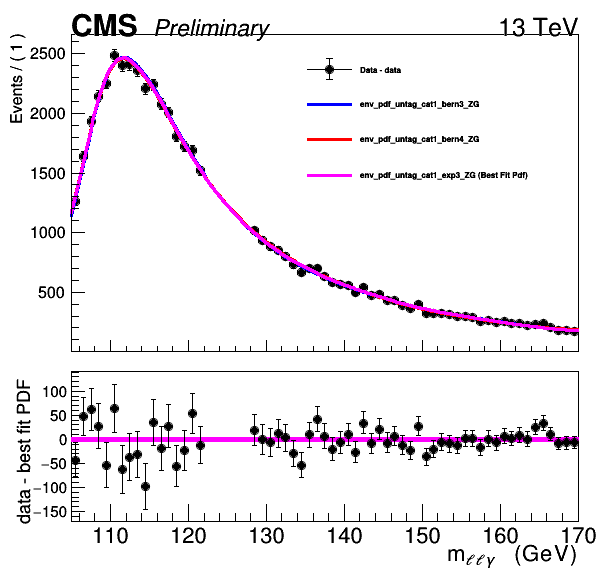 CMS Preliminary 13 TeV
Events / ( 1 )
2500
2000
1500
1000
500
Data - data
env_pdf_untag_cat1_bern3_ZG
env_pdf_untag_cat1_bern4_ZG
env_pdf_untag_cat1_exp3_ZG (Best Fit Pdf)
data - best fit PDF
100
50
0
−50
−100
−150
110 120 130 140 150 160 170
m_{ℓℓγ} (GeV)